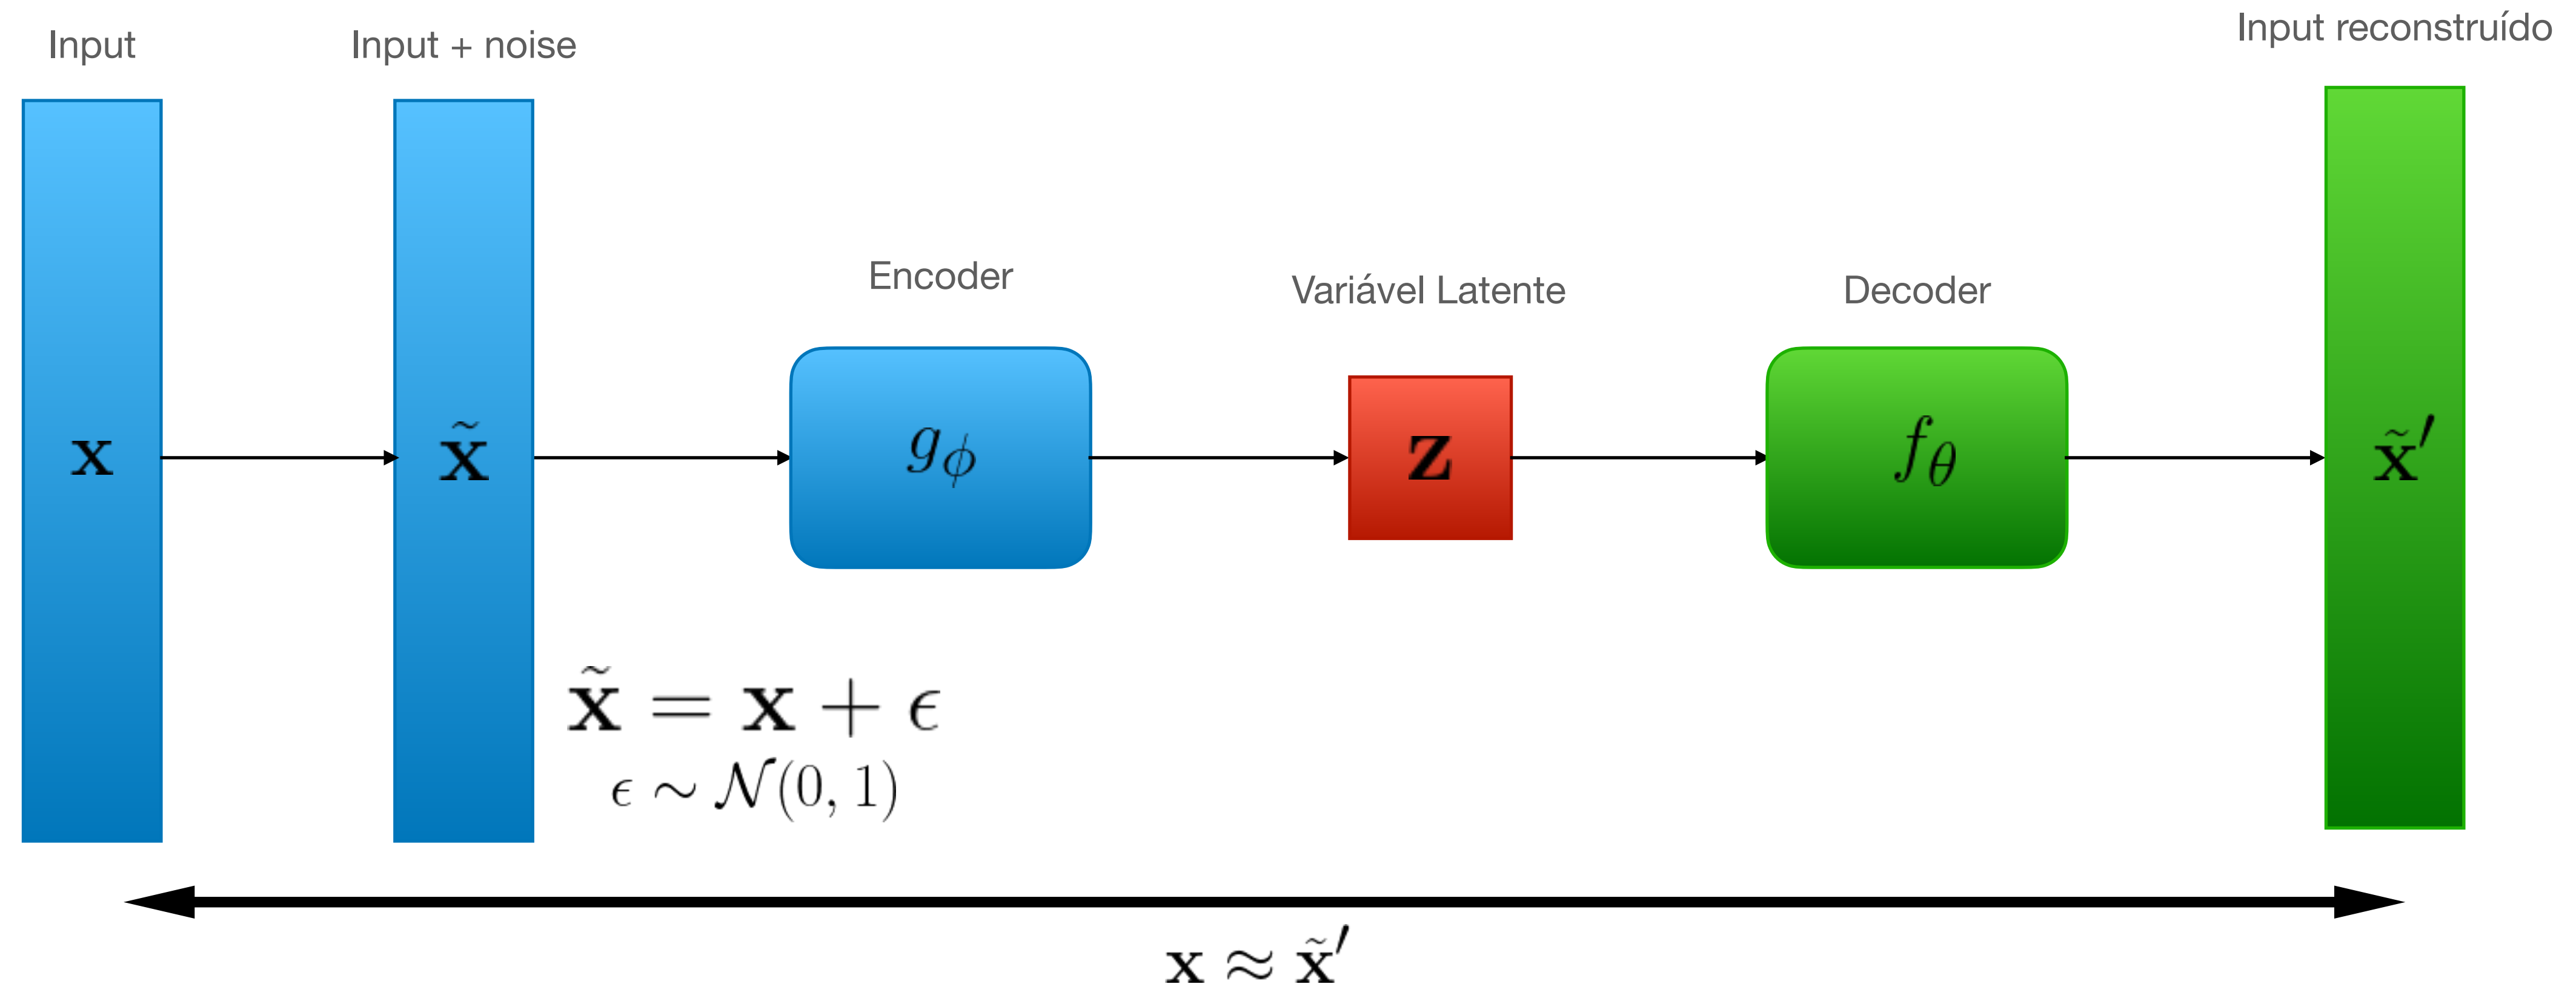 Input
Input + noise
Input reconstruído
Encoder
Variável Latente
Decoder
x
x̃
g_ϕ
z
f_θ
x̃′
x̃ = x + ϵ
ϵ ∼ 𝒩(0, 1)
x ≈ x̃′